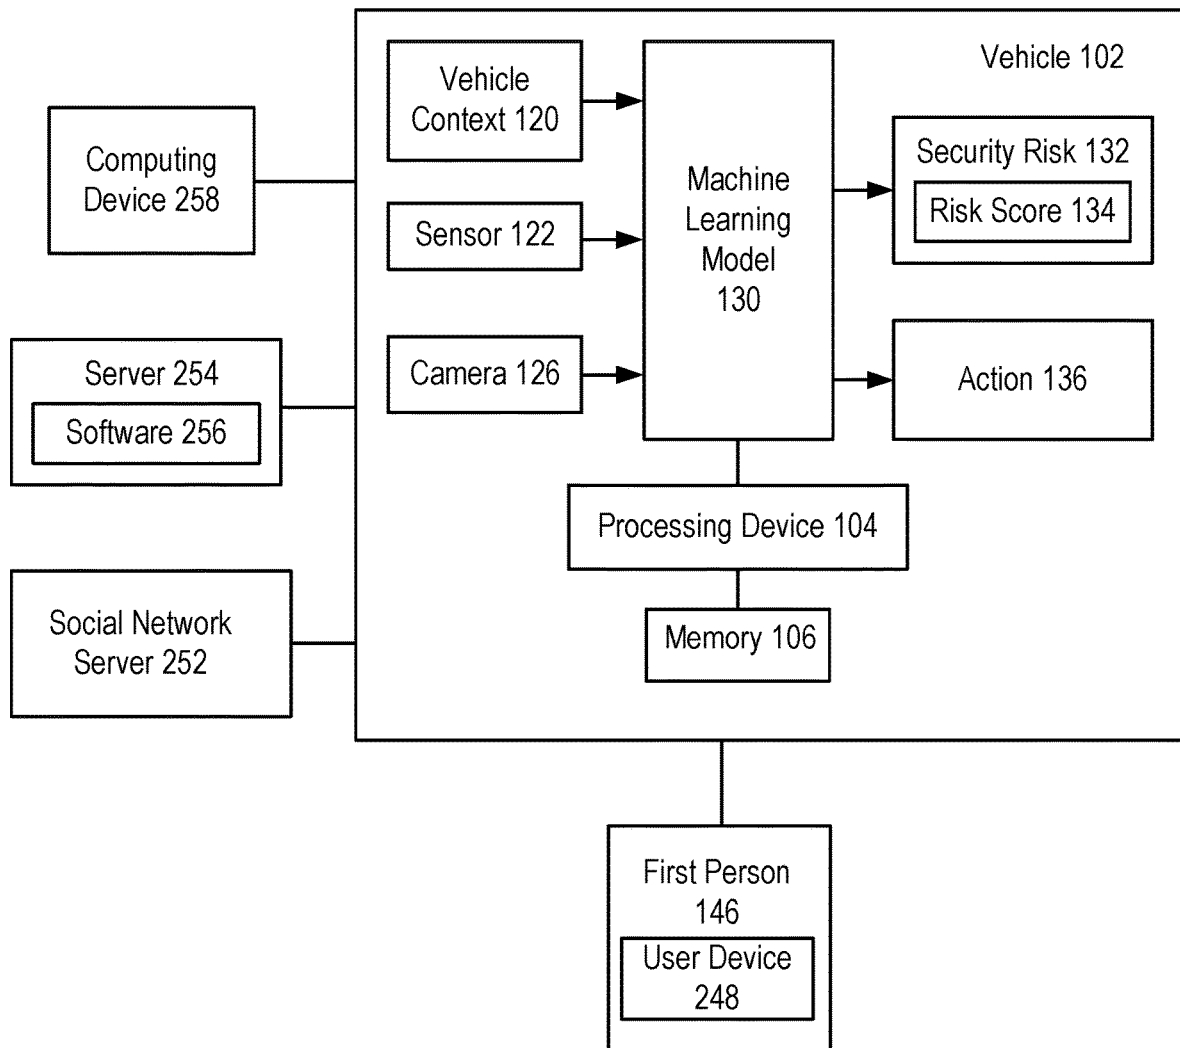 Vehicle 102
Vehicle
Context 120
Sensor 122
Camera 126
Machine
Learning
Model
130
Security Risk 132
Risk Score 134
Action 136
Processing Device 104
Memory 106
Computing
Device 258
Server 254
Software 256
Social Network
Server 252
First Person
146
User Device
248